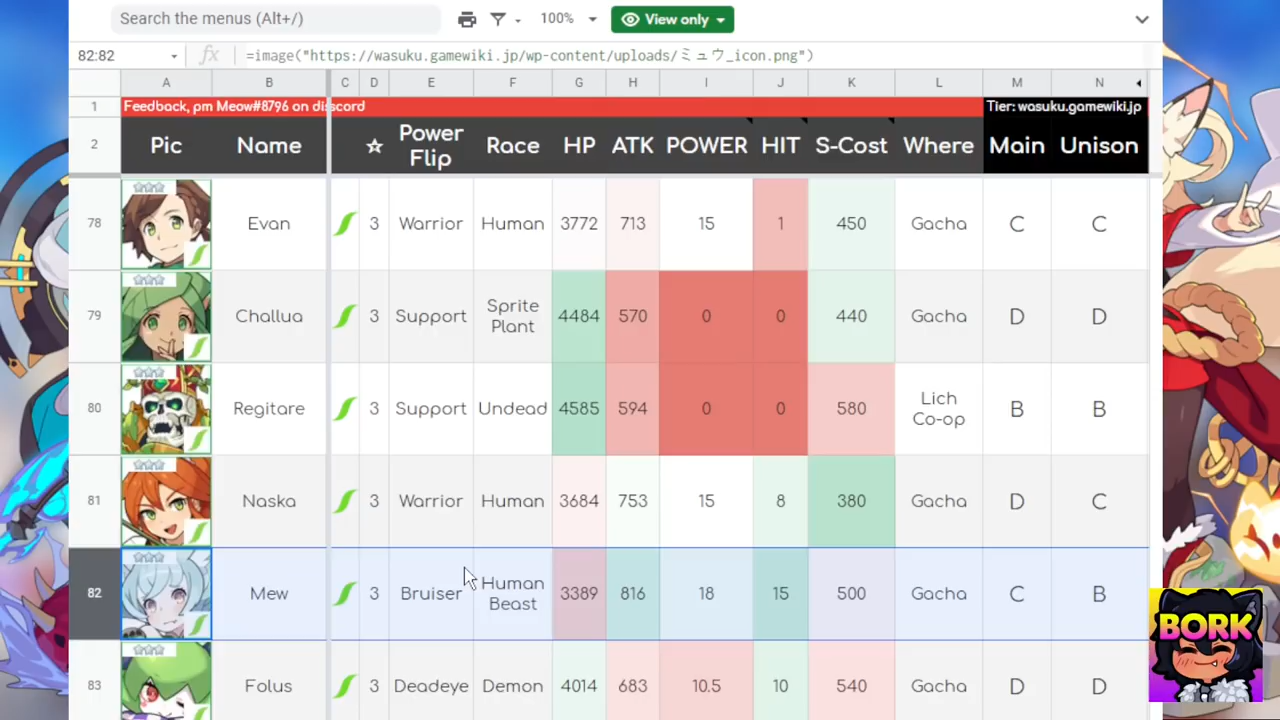 Search the menus (Alt+/)
100%
View only
82:82
fx
=image("https://wasuku.gamewiki.jp/wp-content/uploads/ミュウ_icon.png")
A B C D E F G H I J K L M N
1 Feedback, pm Meow#8796 on disscord Tier: wasuku.gamewiki.jp
2 Pic Name ☆ Power Flip Race HP ATK POWER HIT S-Cost Where Main Unison
78 Evan 3 Warrior Human 3772 713 15 1 450 Gacha C C
79 Challua 3 Support Sprite Plant 4484 570 0 0 440 Gacha D D
80 Regitare 3 Support Undead 4585 594 0 0 580 Lich Co-op B B
81 Naska 3 Warrior Human 3684 753 15 8 380 Gacha D C
82 Mew 3 Bruiser Human Beast 3389 816 18 15 500 Gacha C B
83 Folus 3 Deadeye Demon 4014 683 10.5 10 540 Gacha D D
BORK